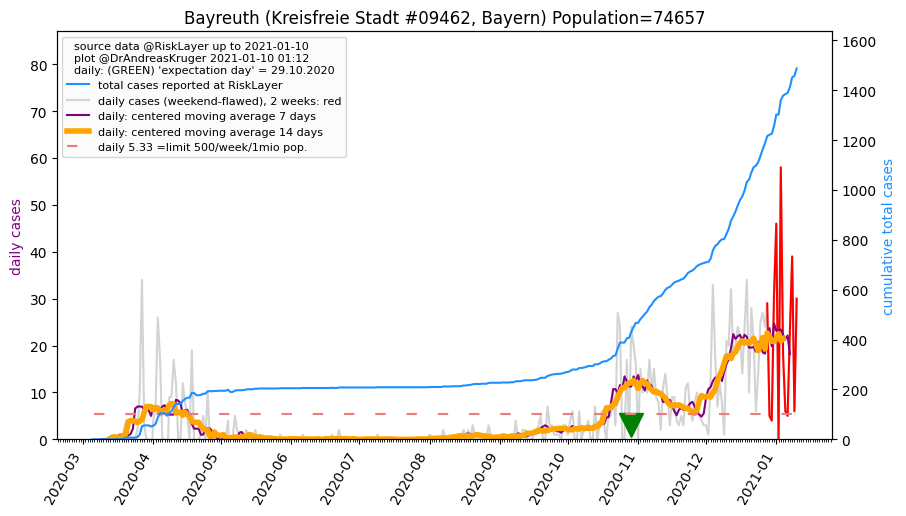 Bayreuth (Kreisfreie Stadt #09462, Bayern) Population=74657
source data @RiskLayer up to 2021-01-10
plot @DrAndreasKruger 2021-01-10 01:12
daily: (GREEN) 'expectation day' = 29.10.2020
total cases reported at RiskLayer
daily cases (weekend-flawed), 2 weeks: red
daily: centered moving average 7 days
daily: centered moving average 14 days
daily 5.33 =limit 500/week/1mio pop.
daily cases
80
70
60
50
40
30
20
10
0
cumulative total cases
1600
1400
1200
1000
800
600
400
200
0
2020-03
2020-04
2020-05
2020-06
2020-07
2020-08
2020-09
2020-10
2020-11
2020-12
2021-01